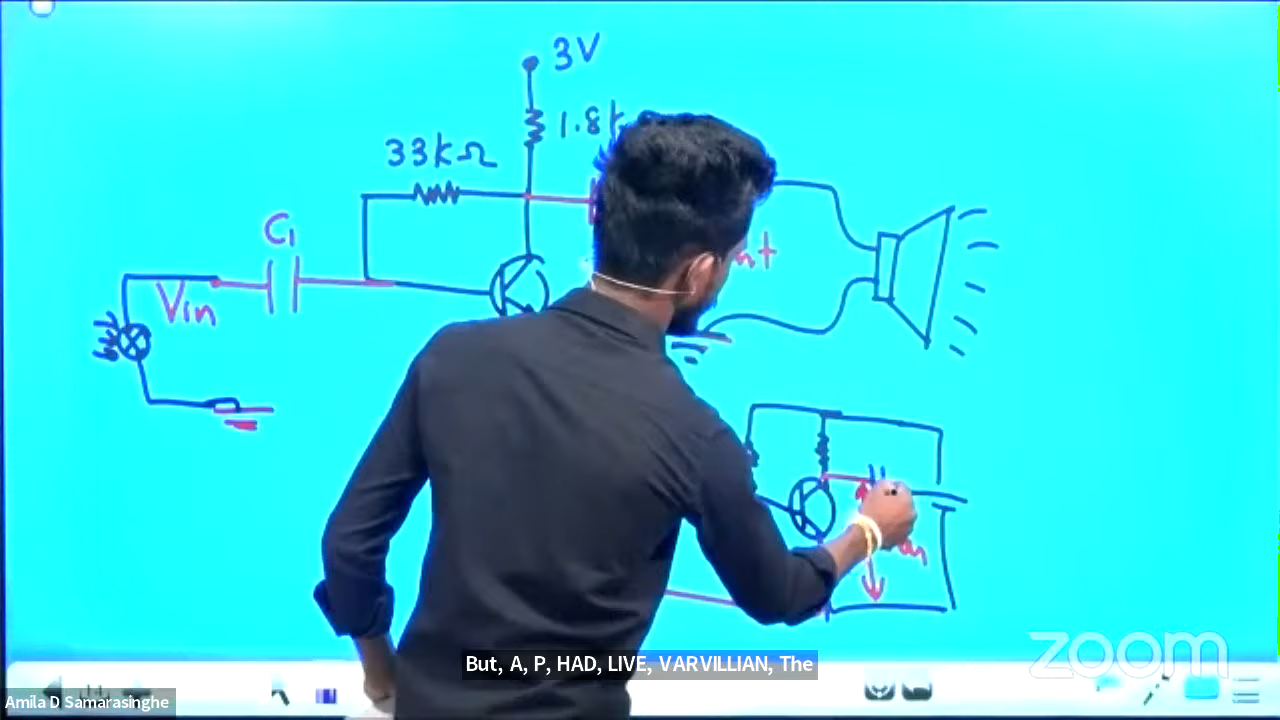 3V
1.8k
33kΩ
C1
Vin
zoom
But, A, P, HAD, LIVE, VARVILLIAN, The
Amila D Samarasinghe